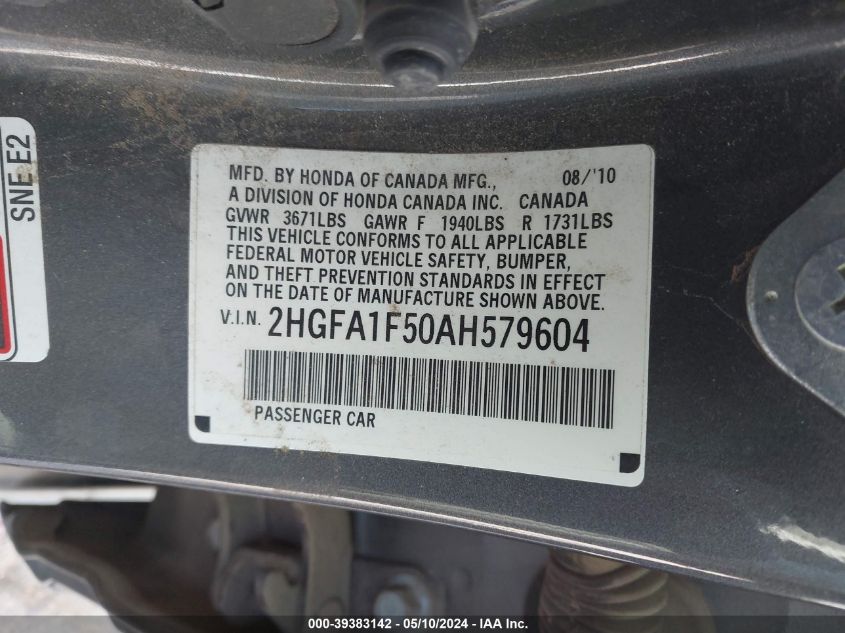 SNE E2
MFD. BY HONDA OF CANADA MFG., 08/'10
A DIVISION OF HONDA CANADA INC. CANADA
GVWR 3671LBS GAWR F 1940LBS R 1731LBS
THIS VEHICLE CONFORMS TO ALL APPLICABLE
FEDERAL MOTOR VEHICLE SAFETY, BUMPER,
AND THEFT PREVENTION STANDARDS IN EFFECT
ON THE DATE OF MANUFACTURE SHOWN ABOVE.
V.I.N. 2HGFA1F50AH579604
PASSENGER CAR
000-39383142 - 05/10/2024 - IAA Inc.